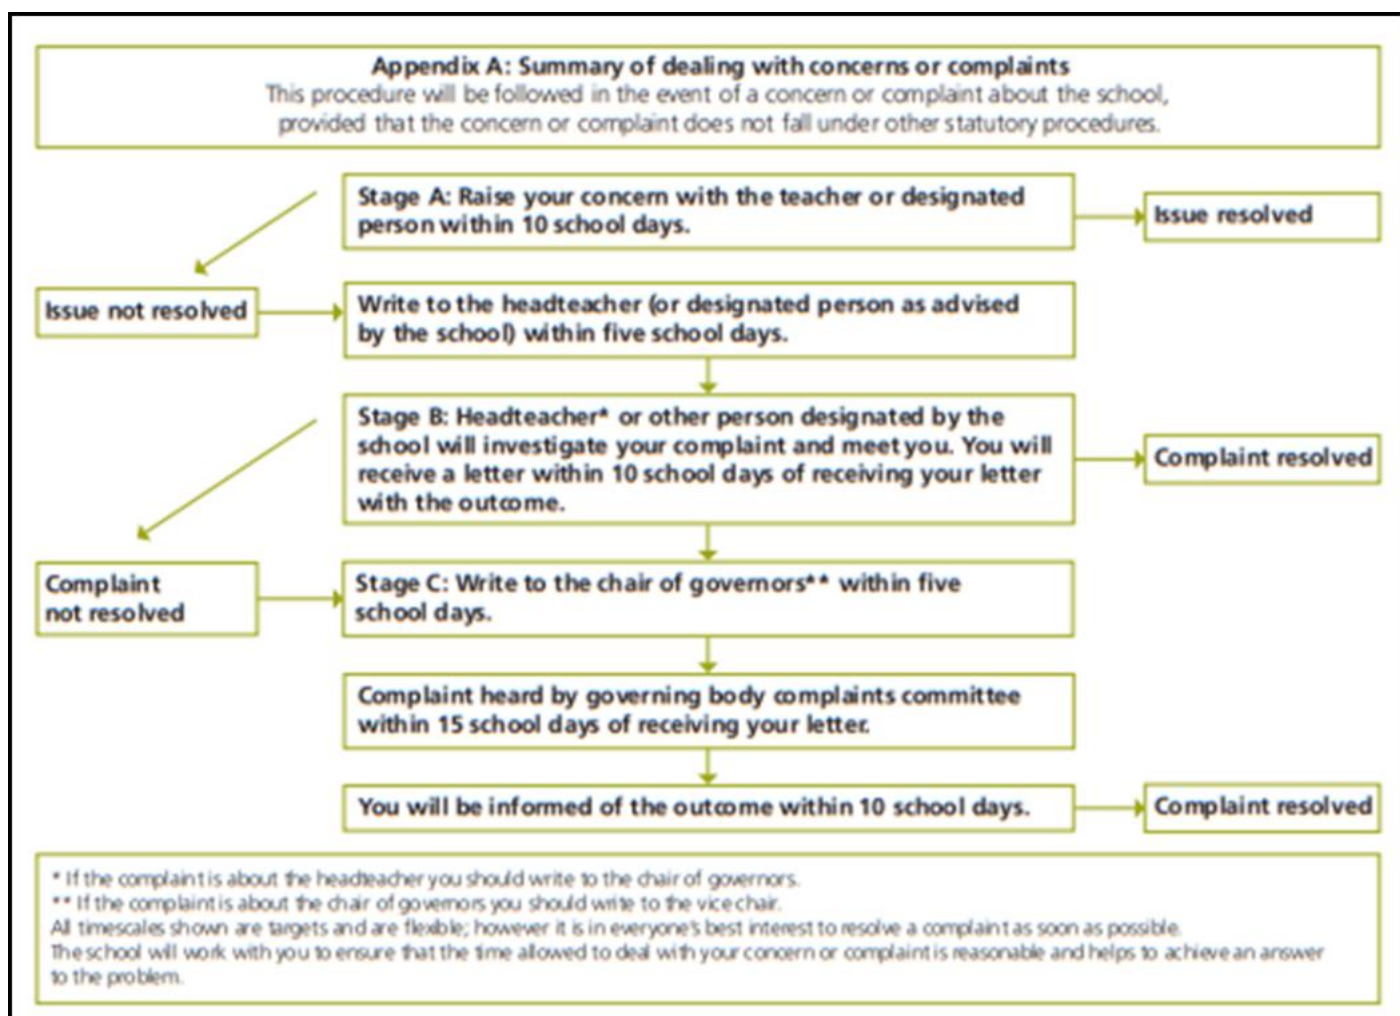 Appendix A: Summary of dealing with concerns or complaints
This procedure will be followed in the event of a concern or complaint about the school,
provided that the concern or complaint does not fall under other statutory procedures.
Stage A: Raise your concern with the teacher or designated
person within 10 school days.
Issue resolved
Issue not resolved
Write to the headteacher (or designated person as advised
by the school) within five school days.
Stage B: Headteacher* or other person designated by the
school will investigate your complaint and meet you. You will
receive a letter within 10 school days of receiving your letter
with the outcome.
Complaint resolved
Complaint
not resolved
Stage C: Write to the chair of governors** within five
school days.
Complaint heard by governing body complaints committee
within 15 school days of receiving your letter.
You will be informed of the outcome within 10 school days.
Complaint resolved
* If the complaint is about the headteacher you should write to the chair of governors.
** If the complaint is about the chair of governors you should write to the vice chair.
All timescales shown are targets and are flexible; however it is in everyone's best interest to resolve a complaint as soon as possible.
The school will work with you to ensure that the time allowed to deal with your concern or complaint is reasonable and helps to achieve an answer
to the problem.